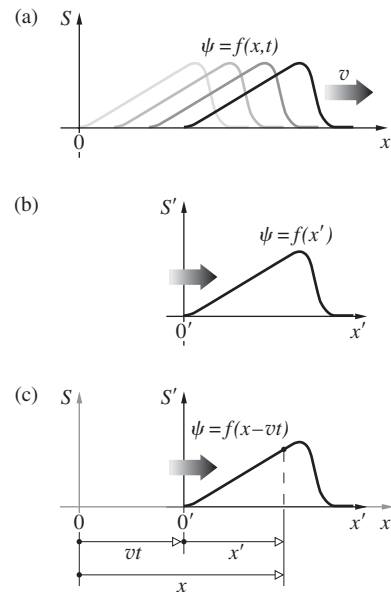 (a)
S
ψ = f(x,t)
v
0
x
(b)
S′
ψ = f(x′)
0′
x′
(c)
S
S′
ψ = f(x–vt)
0
0′
x′
x
vt
x′
x